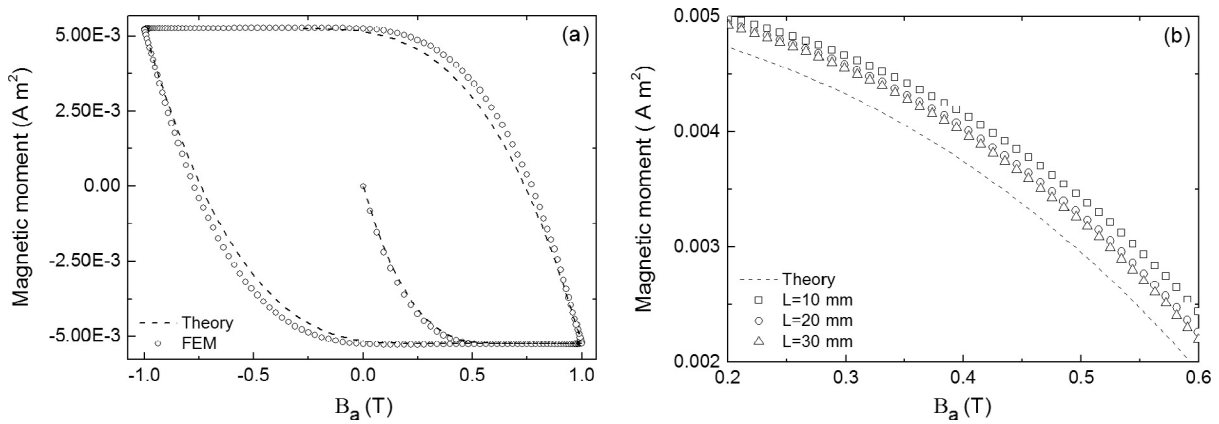 (a)
5.00E-3
2.50E-3
0.00
-2.50E-3
-5.00E-3
Magnetic moment (A m²)
Theory
FEM
-1.0 -0.5 0.0 0.5 1.0
Bₐ (T)
(b)
0.005
0.004
0.003
0.002
Magnetic moment ( A m²)
Theory
L=10 mm
L=20 mm
L=30 mm
0.2 0.3 0.4 0.5 0.6
Bₐ (T)